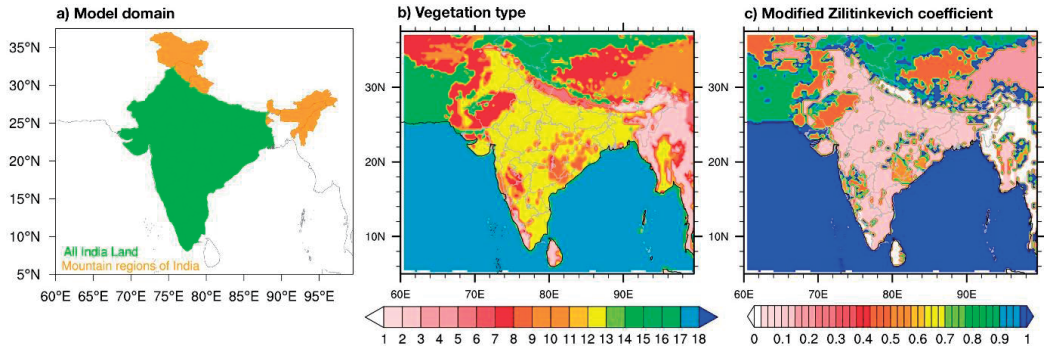 a) Model domain
b) Vegetation type
c) Modified Zilitinkevich coefficient
35°N
30°N
25°N
20°N
15°N
10°N
5°N
All India Land
Mountain regions of India
60°E 65°E 70°E 75°E 80°E 85°E 90°E 95°E
30N
20N
10N
60E 70E 80E 90E
1 2 3 4 5 6 7 8 9 10 11 12 13 14 15 16 17 18
30N
20N
10N
60E 70E 80E 90E
0 0.1 0.2 0.3 0.4 0.5 0.6 0.7 0.8 0.9 1